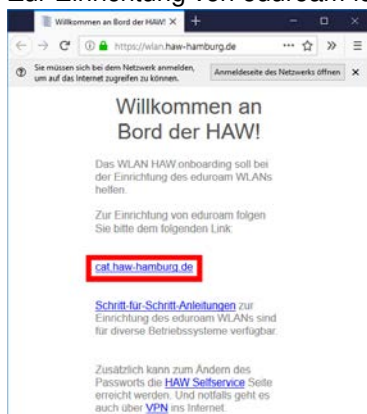 Willkommen an Bord der HAW!
https://wlan.haw-hamburg.de
Sie müssen sich bei dem Netzwerk anmelden,
um auf das Internet zugreifen zu können.
Anmeldeseite des Netzwerks öffnen
Willkommen an
Bord der HAW!
Das WLAN HAW.onboarding soll bei
der Einrichtung des eduroam WLANs
helfen.
Zur Einrichtung von eduroam folgen
Sie bitte dem folgenden Link:
cat.haw-hamburg.de
Schritt-für-Schritt-Anleitungen zur
Einrichtung des eduroam WLANs sind
für diverse Betriebssysteme verfügbar.
Zusätzlich kann zum Ändern des
Passworts die HAW Selfservice Seite
erreicht werden. Und notfalls geht es
auch über VPN ins Internet.